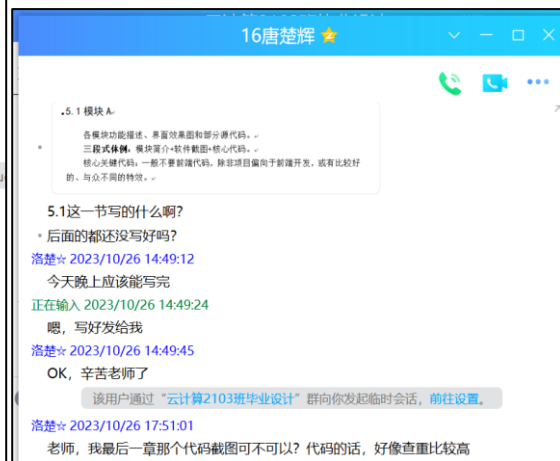 16唐楚辉
.5.1 模块 A
各模块功能描述、界面效果图和部分源代码。
三段式体例：模块简介+软件截图+核心代码。
核心关键代码：一般不要前端代码，除非项目偏向于前端开发，或有比较好
的、与众不同的特效。
5.1这一节写的什么啊？
后面的都还没写好吗？
洛楚☆ 2023/10/26 14:49:12
今天晚上应该能写完
正在输入 2023/10/26 14:49:24
嗯，写好发给我
洛楚☆ 2023/10/26 14:49:45
OK，辛苦老师了
该用户通过“云计算2103班毕业设计”群向你发起临时会话，前往设置。
洛楚☆ 2023/10/26 17:51:01
老师，我最后一章那个代码截图可不可以？代码的话，好像查重比较高